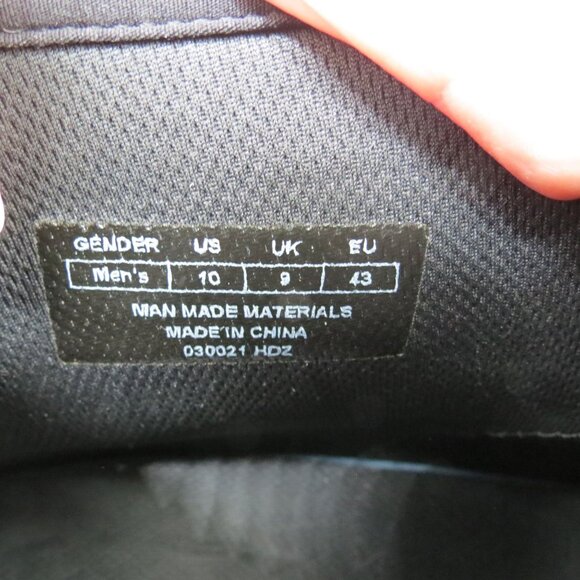 GENDER US UK EU
Men's 10 9 43
MAN MADE MATERIALS
MADE IN CHINA
030021 HDZ